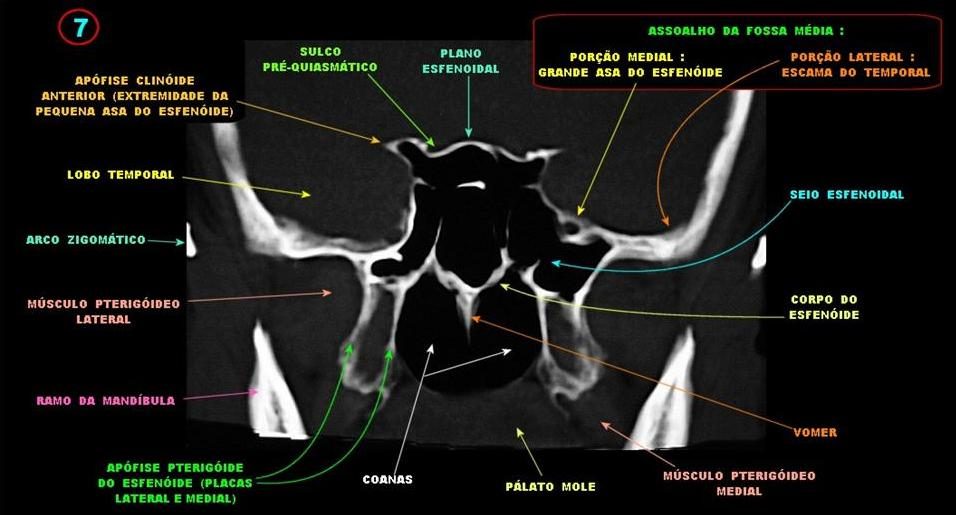 7
ASSOALHO DA FOSSA MÉDIA :
PORÇÃO MEDIAL :
GRANDE ASA DO ESFENÓIDE
PORÇÃO LATERAL :
ESCAMA DO TEMPORAL
SULCO
PRÉ-QUIASMÁTICO
PLANO
ESFENOIDAL
APÓFISE CLINÓIDE
ANTERIOR (EXTREMIDADE DA
PEQUENA ASA DO ESFENÓIDE)
LOBO TEMPORAL
SEIO ESFENOIDAL
ARCO ZIGOMÁTICO
MÚSCULO PTERIGÓIDEO
LATERAL
CORPO DO
ESFENÓIDE
RAMO DA MANDÍBULA
VOMER
APÓFISE PTERIGÓIDE
DO ESFENÓIDE (PLACAS
LATERAL E MEDIAL)
COANAS
PÁLATO MOLE
MÚSCULO PTERIGÓIDEO
MEDIAL